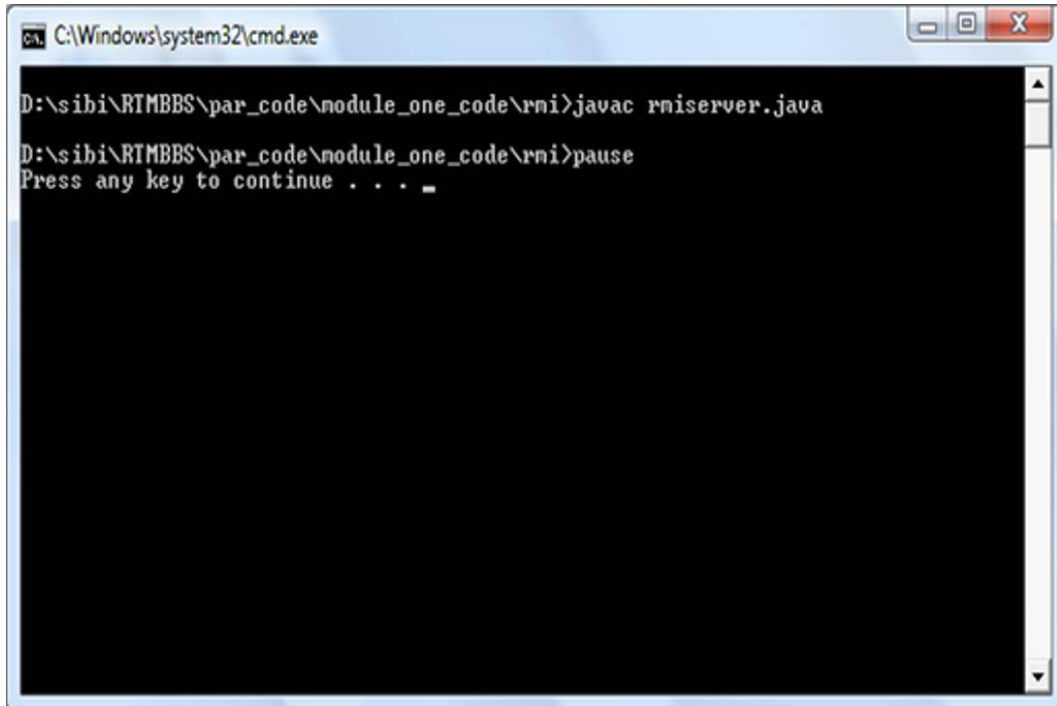 C:\Windows\system32\cmd.exe
D:\sibi\RTMBBS\par_code\module_one_code\rmi>javac rmiserver.java
D:\sibi\RTMBBS\par_code\module_one_code\rmi>pause
Press any key to continue . . . _